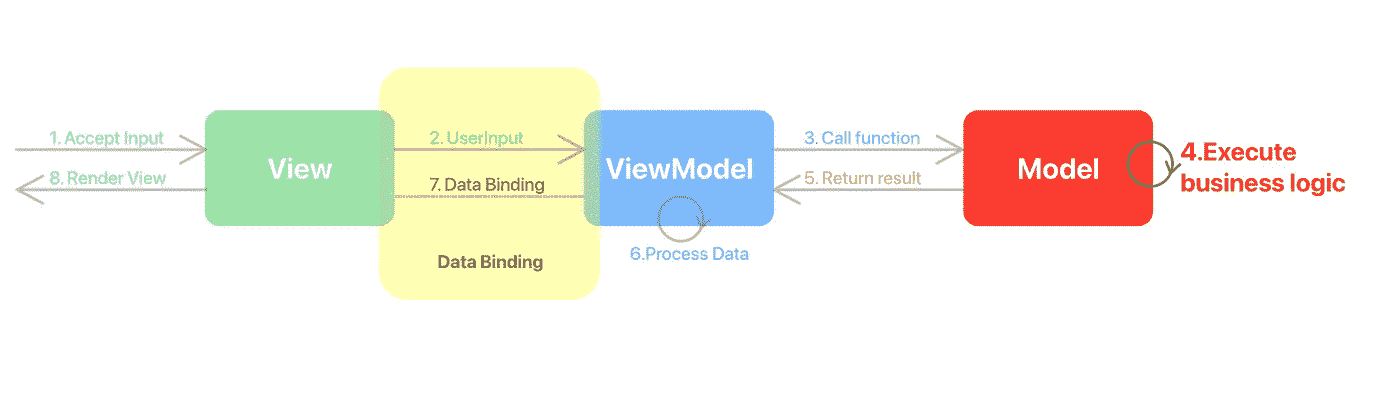 1. Accept Input
8. Render View
View
2. UserInput
7. Data Binding
Data Binding
ViewModel
6.Process Data
3. Call function
5. Return result
Model
4.Execute
business logic